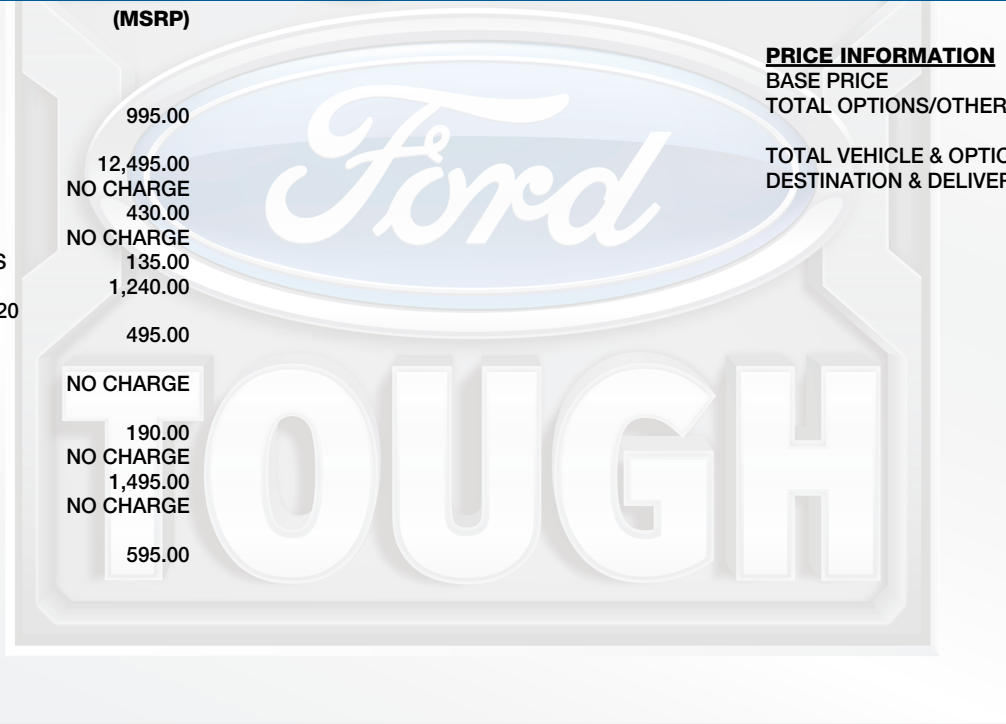 (MSRP)
995.00
12,495.00
NO CHARGE
430.00
NO CHARGE
S 135.00
1,240.00
20
495.00
NO CHARGE
190.00
NO CHARGE
1,495.00
NO CHARGE
595.00
PRICE INFORMATION
BASE PRICE
TOTAL OPTIONS/OTHER
TOTAL VEHICLE & OPTIO
DESTINATION & DELIVER
Ford
TOUGH